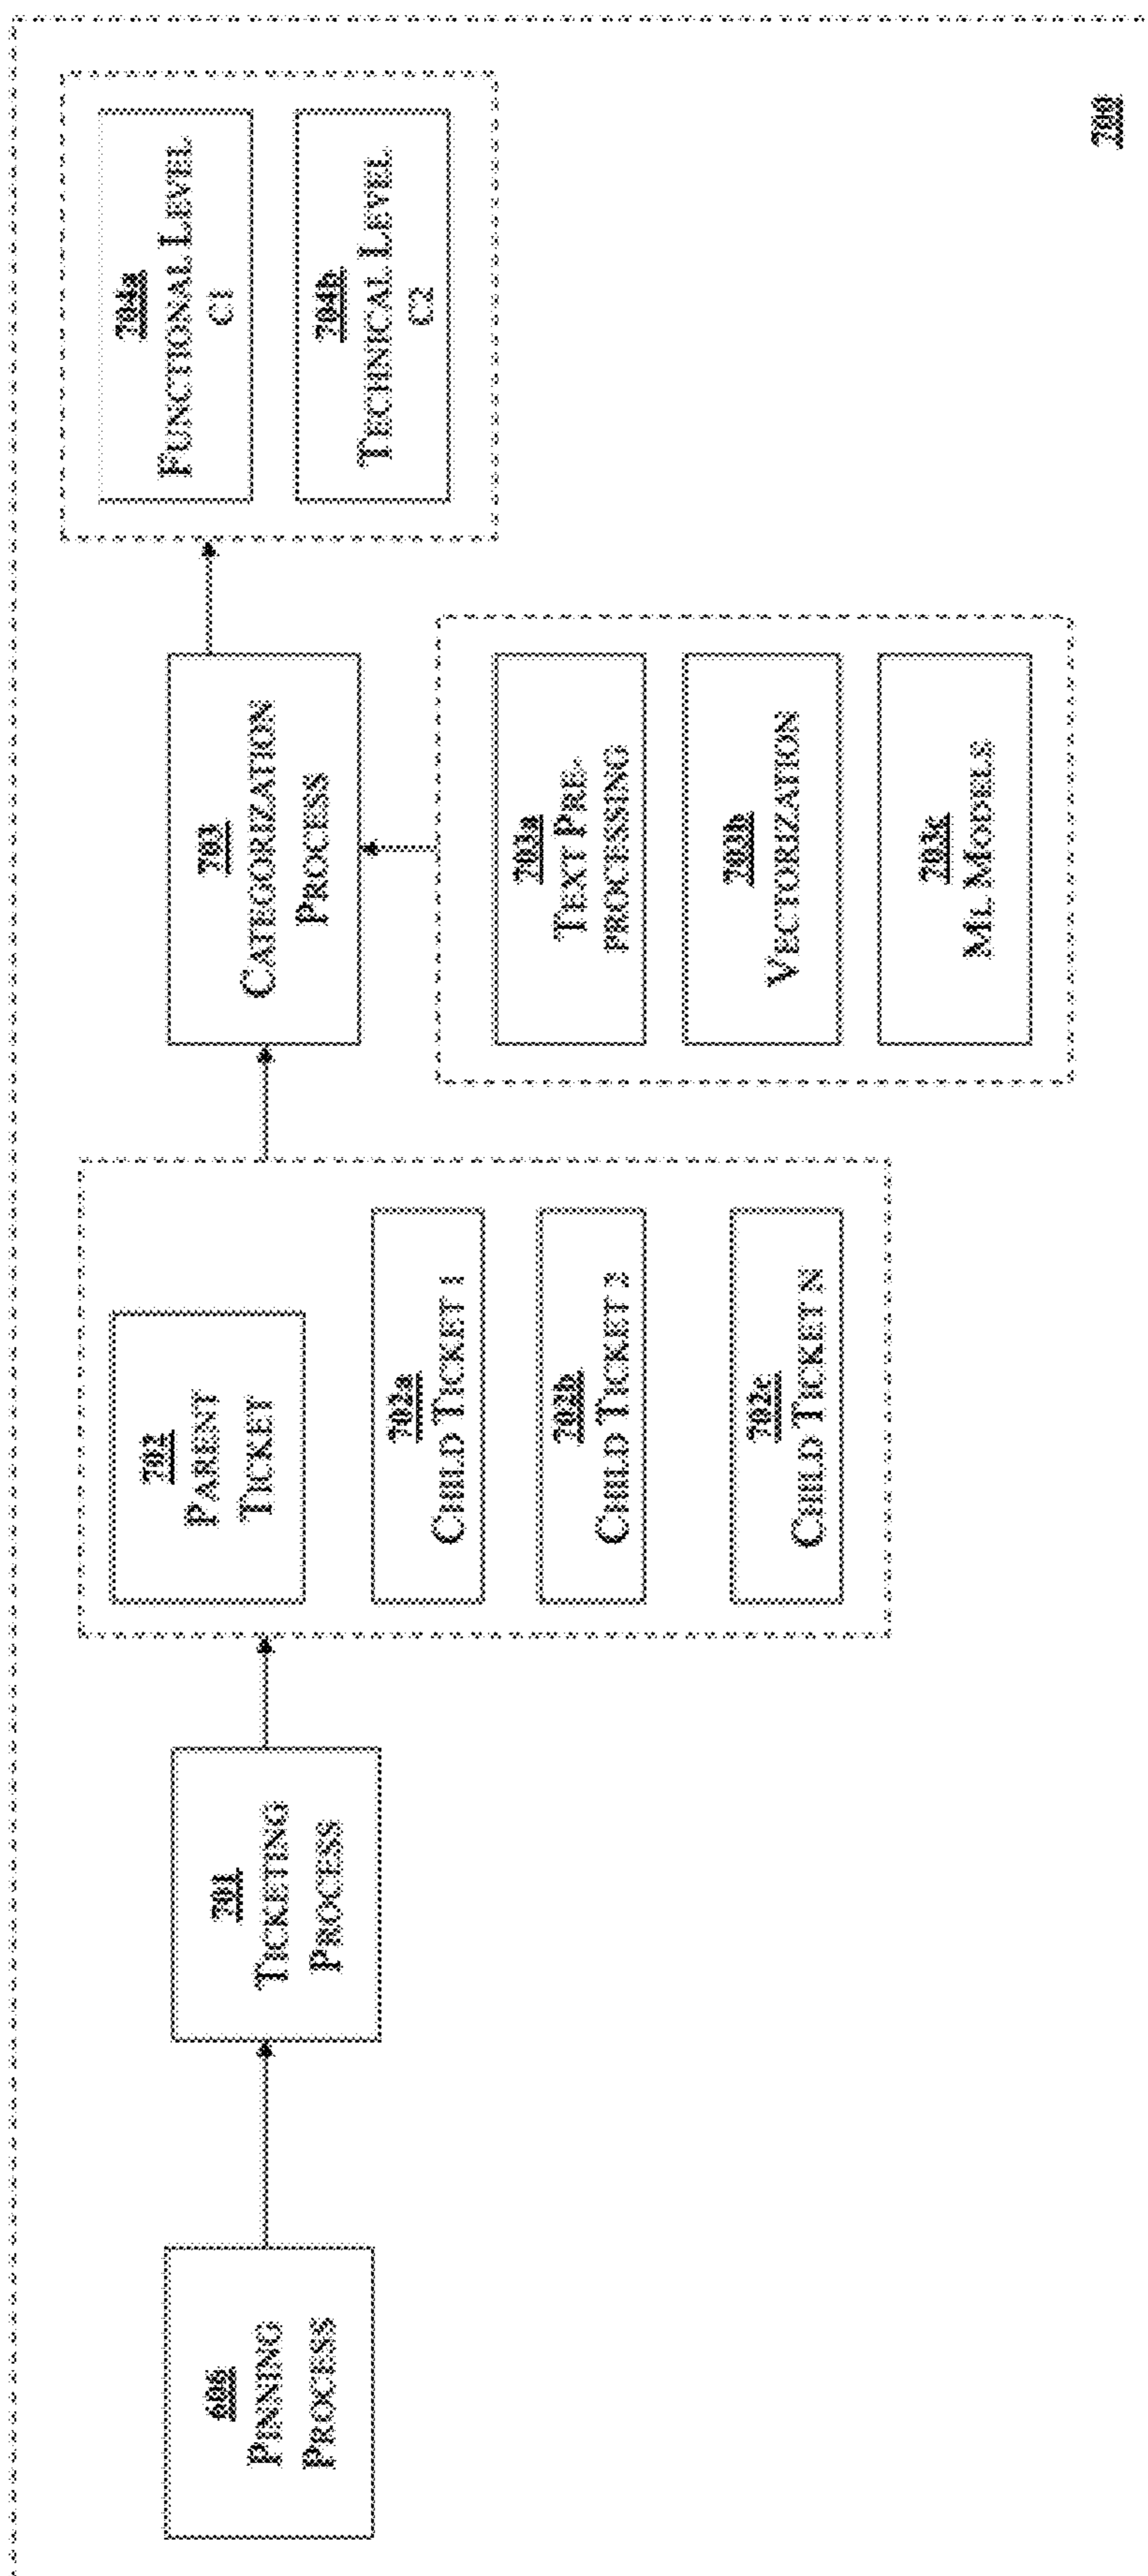 606
PINNING
PROCESS
701
TICKETING
PROCESS
702
PARENT
TICKET
702a
CHILD TICKET 1
702b
CHILD TICKET 2
702c
CHILD TICKET N
703
CATEGORIZATION
PROCESS
703a
TEXT PRE-
PROCESSING
703b
VECTORIZATION
703c
ML MODELS
704a
FUNCTIONAL LEVEL
C1
704b
TECHNICAL LEVEL
C2
700